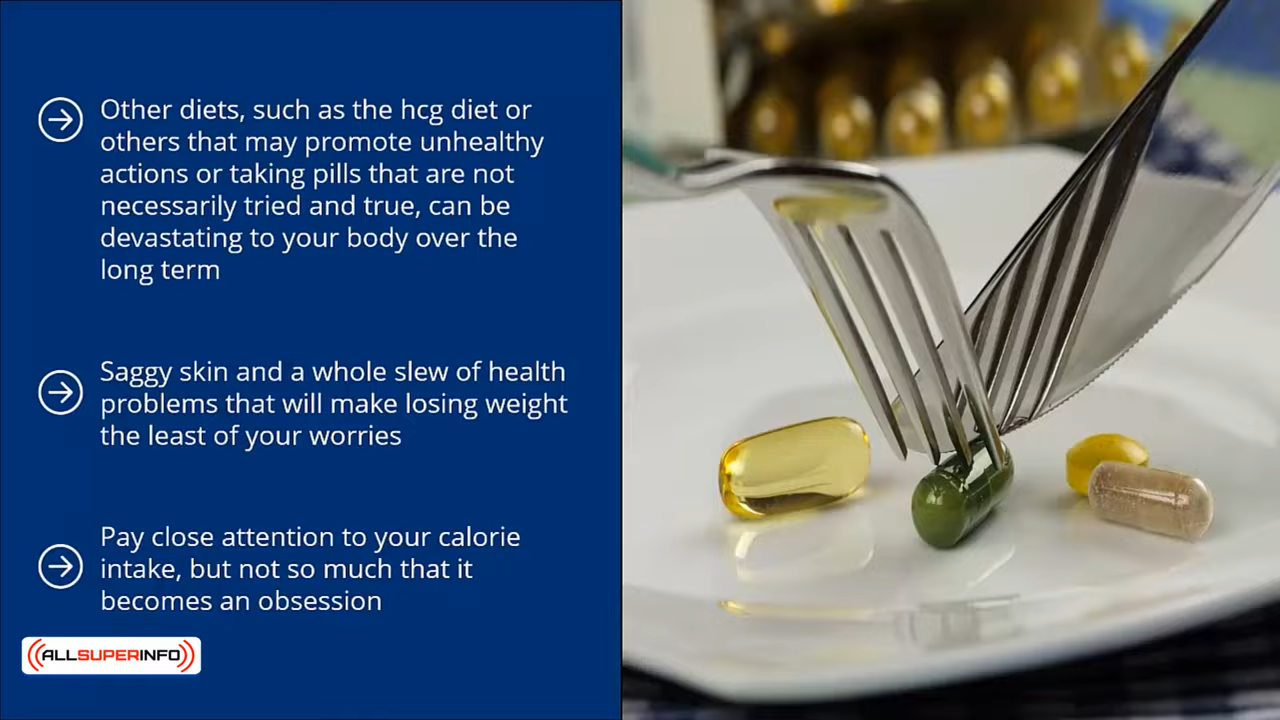 Other diets, such as the hcg diet or
others that may promote unhealthy
actions or taking pills that are not
necessarily tried and true, can be
devastating to your body over the
long term
Saggy skin and a whole slew of health
problems that will make losing weight
the least of your worries
Pay close attention to your calorie
intake, but not so much that it
becomes an obsession
ALLSUPERINFO